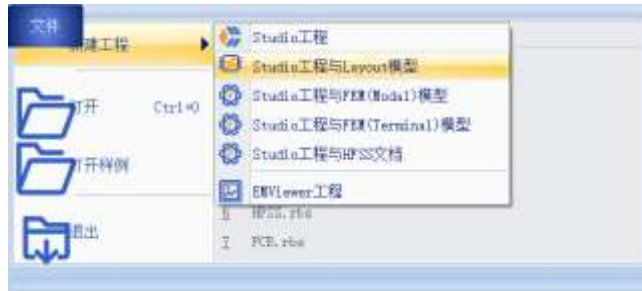 文件
新建工程
Studio工程
Studio工程与Layout模型
打开 Ctrl+O
Studio工程与FEM(Modal)模型
Studio工程与FEM(Terminal)模型
打开样例
Studio工程与HFSS文档
EMViewer工程
6 HFSS.rbs
退出
7 PCB.rbs